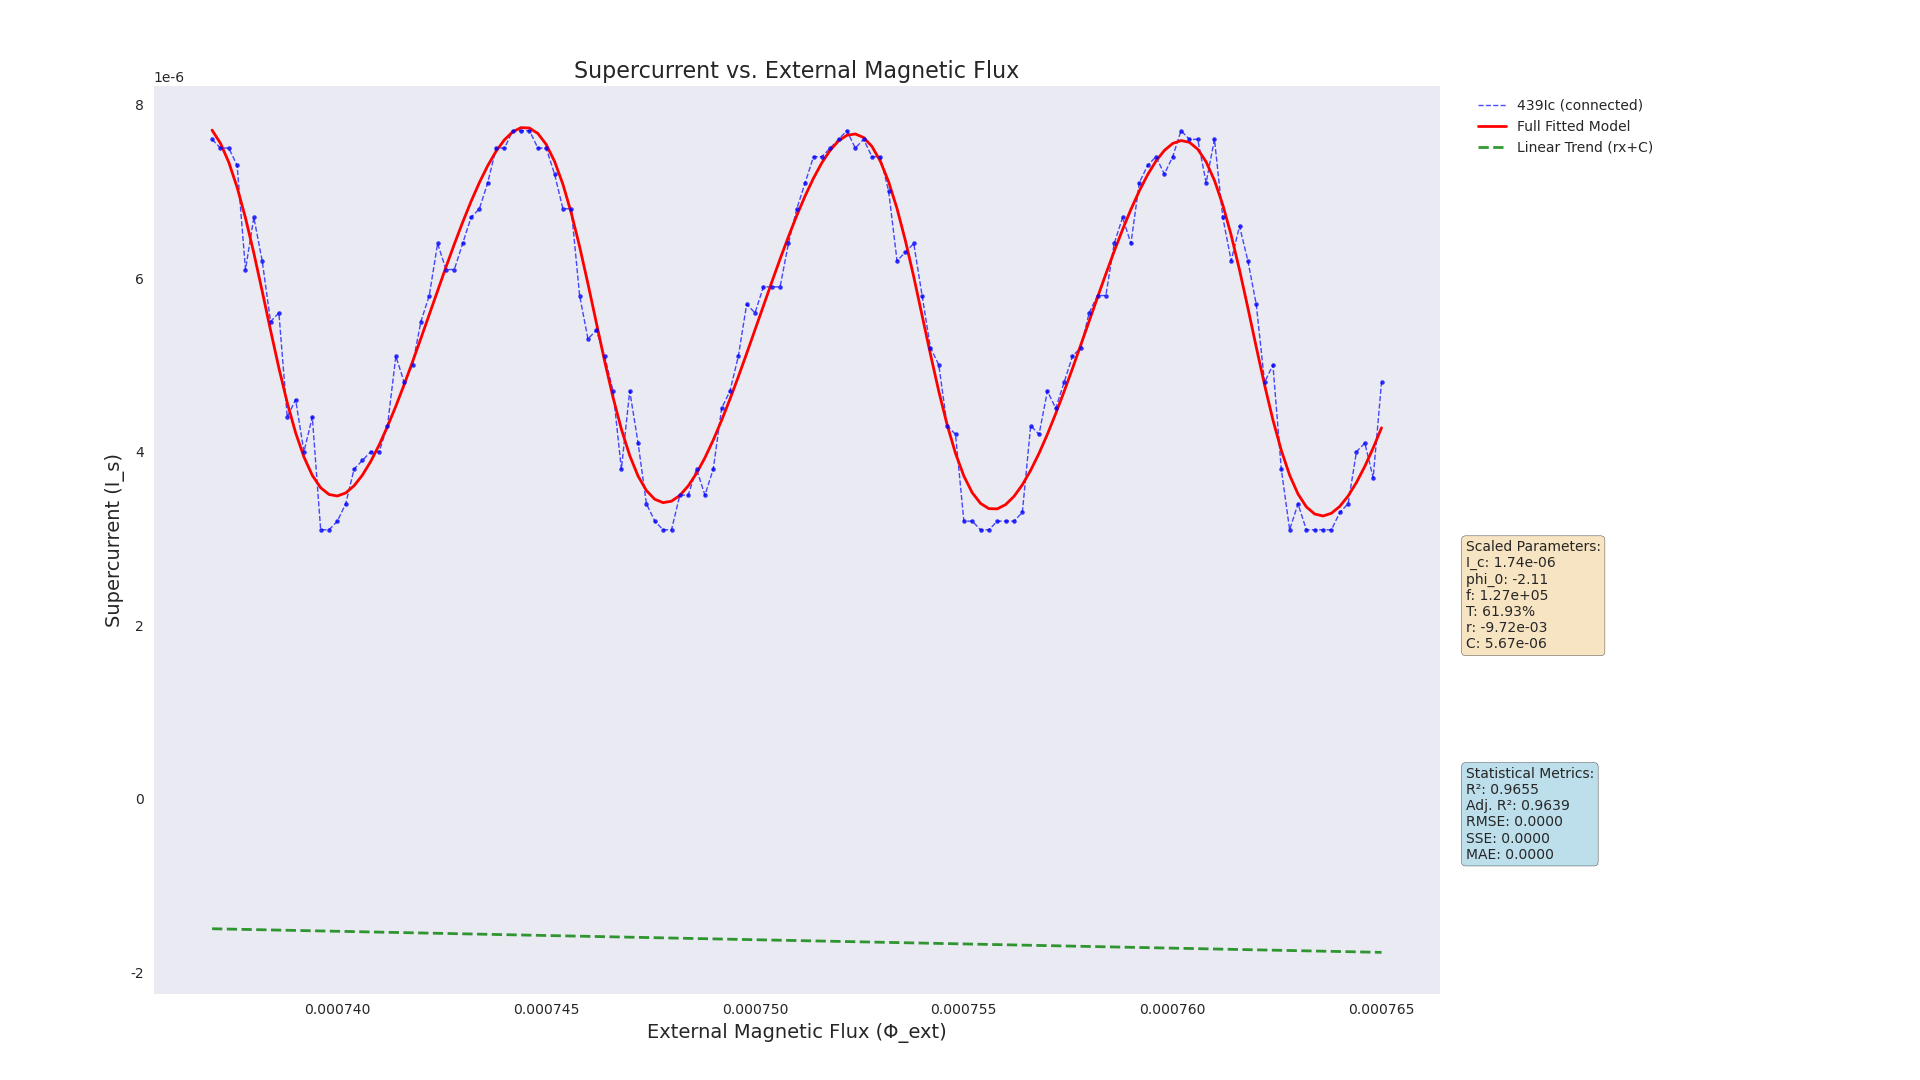 Supercurrent vs. External Magnetic Flux
1e-6
8
6
4
2
0
-2
Supercurrent (I_s)
0.000740
0.000745
0.000750
0.000755
0.000760
0.000765
External Magnetic Flux (Φ_ext)
439Ic (connected)
Full Fitted Model
Linear Trend (rx+C)
Scaled Parameters:
I_c: 1.74e-06
phi_0: -2.11
f: 1.27e+05
T: 61.93%
r: -9.72e-03
C: 5.67e-06
Statistical Metrics:
R²: 0.9655
Adj. R²: 0.9639
RMSE: 0.0000
SSE: 0.0000
MAE: 0.0000